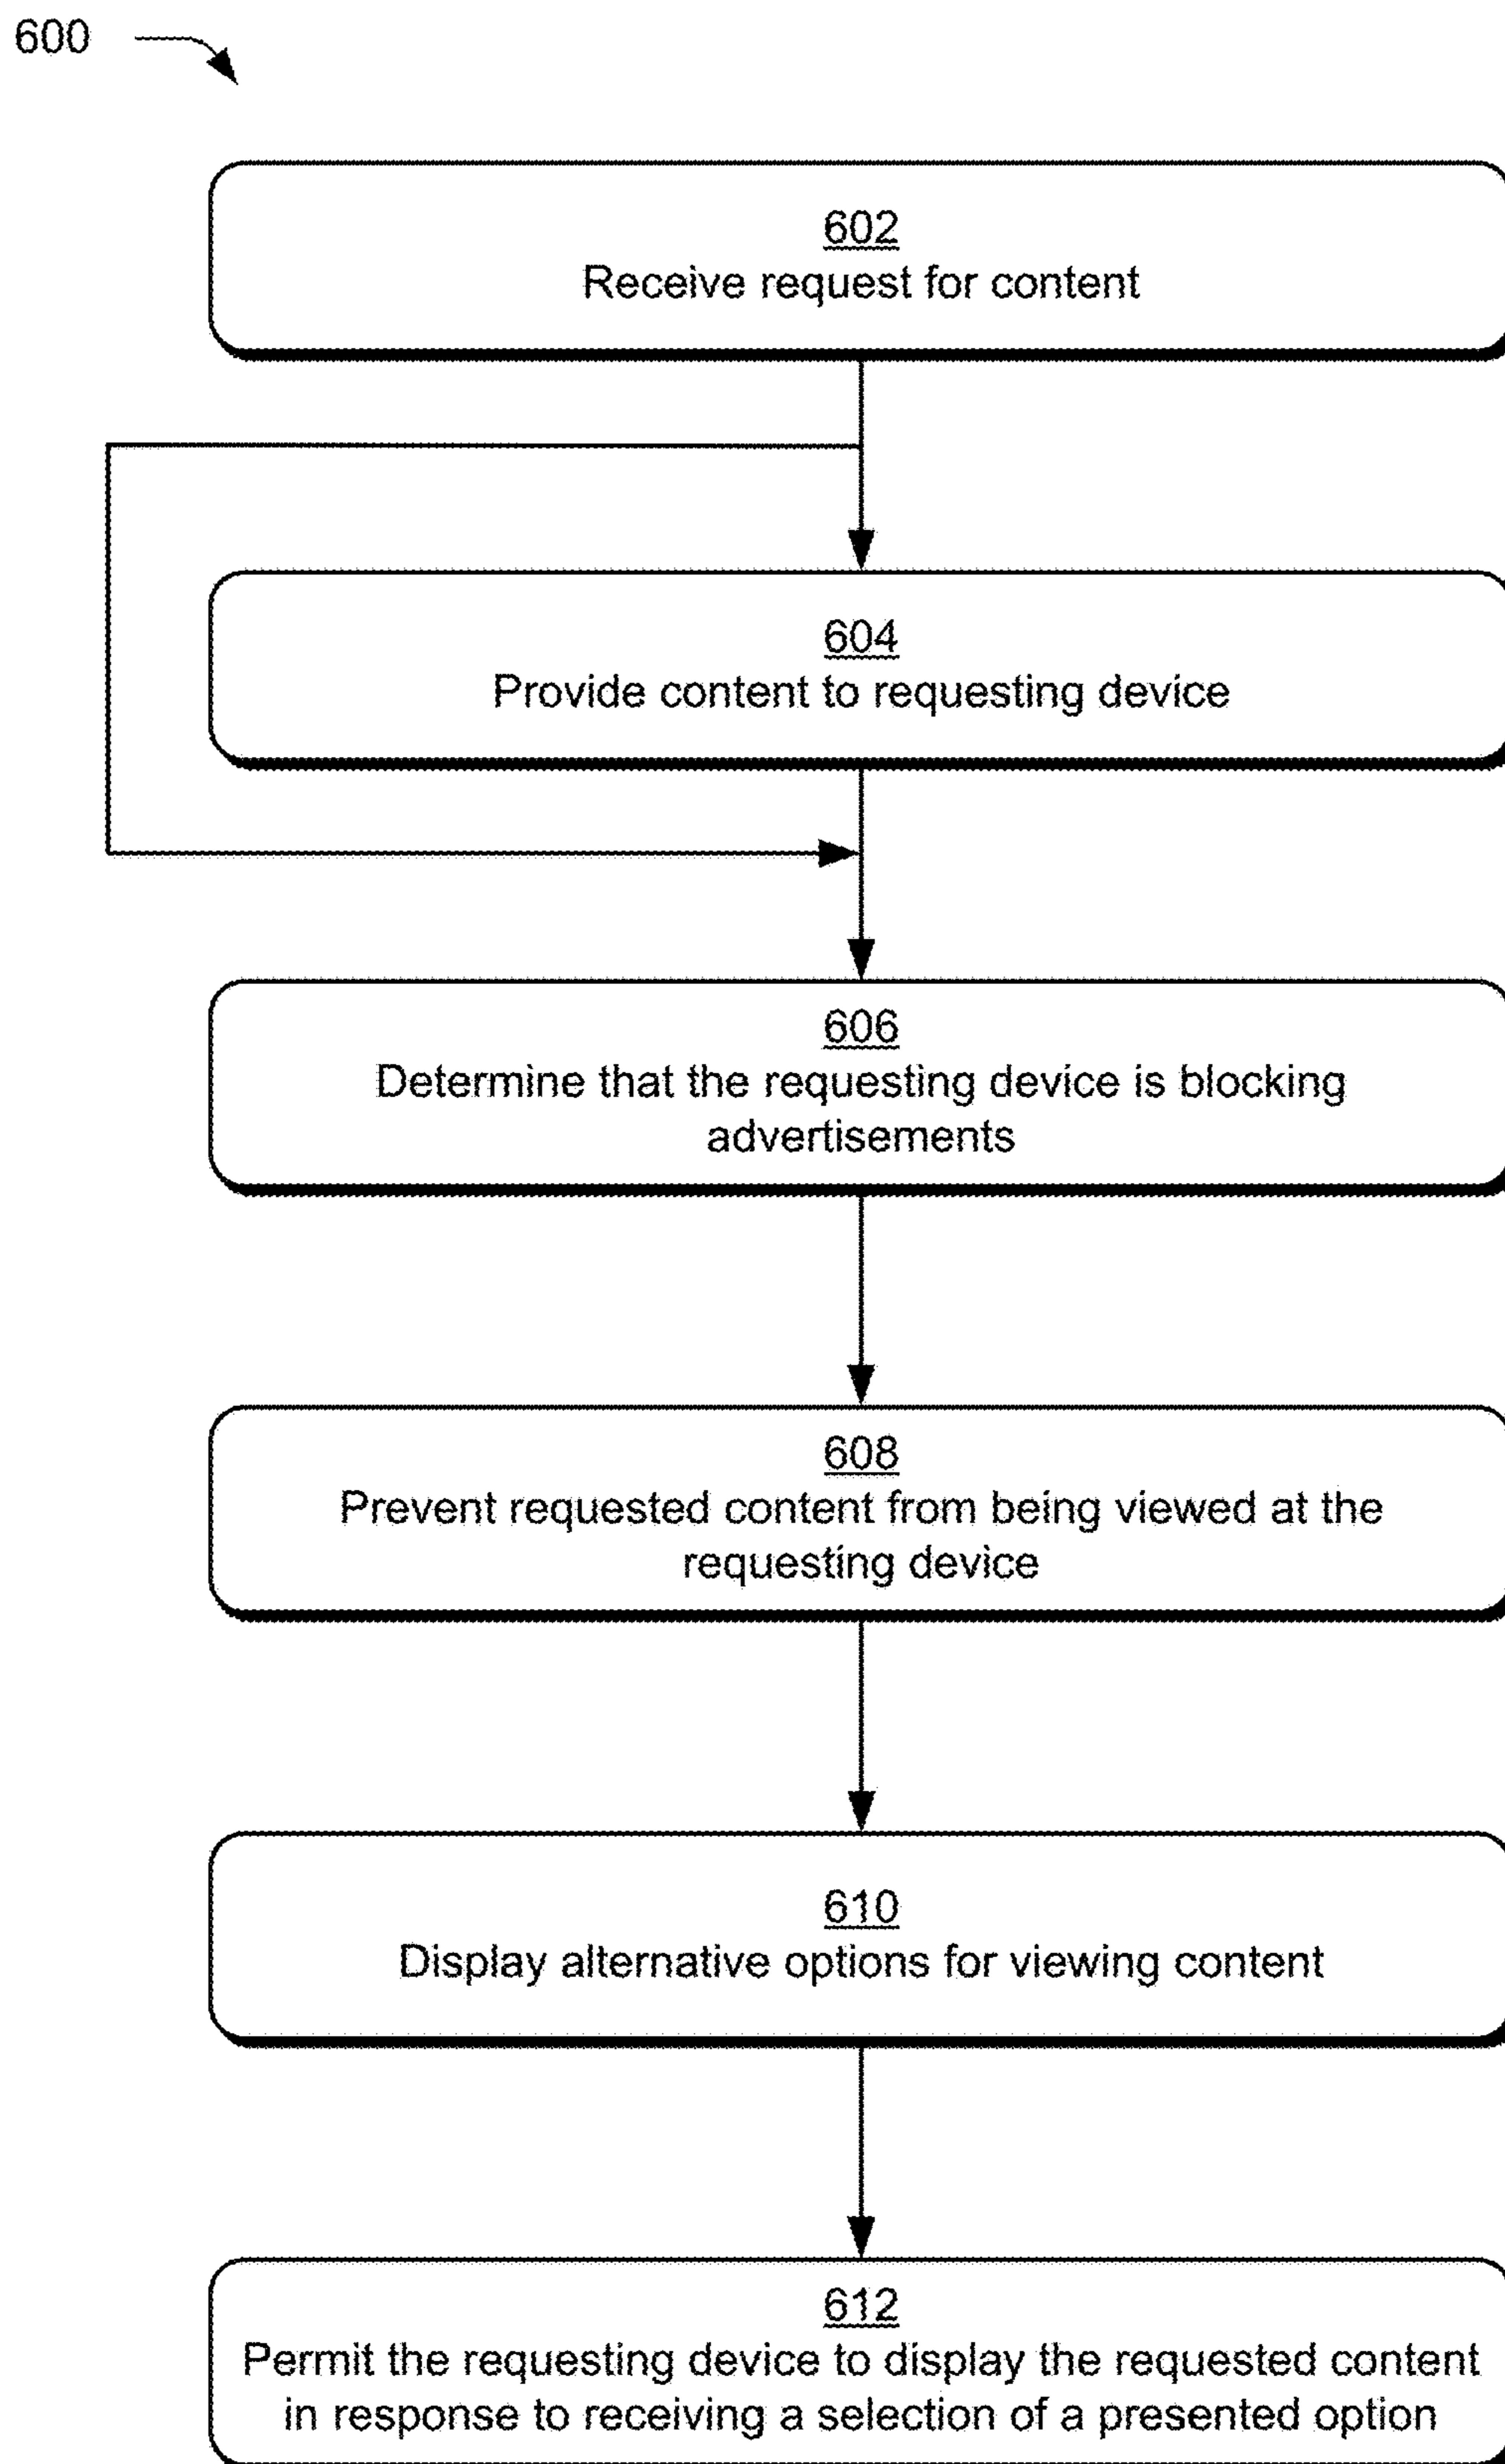 600
602
Receive request for content
604
Provide content to requesting device
606
Determine that the requesting device is blocking
advertisements
608
Prevent requested content from being viewed at the
requesting device
610
Display alternative options for viewing content
612
Permit the requesting device to display the requested content
in response to receiving a selection of a presented option